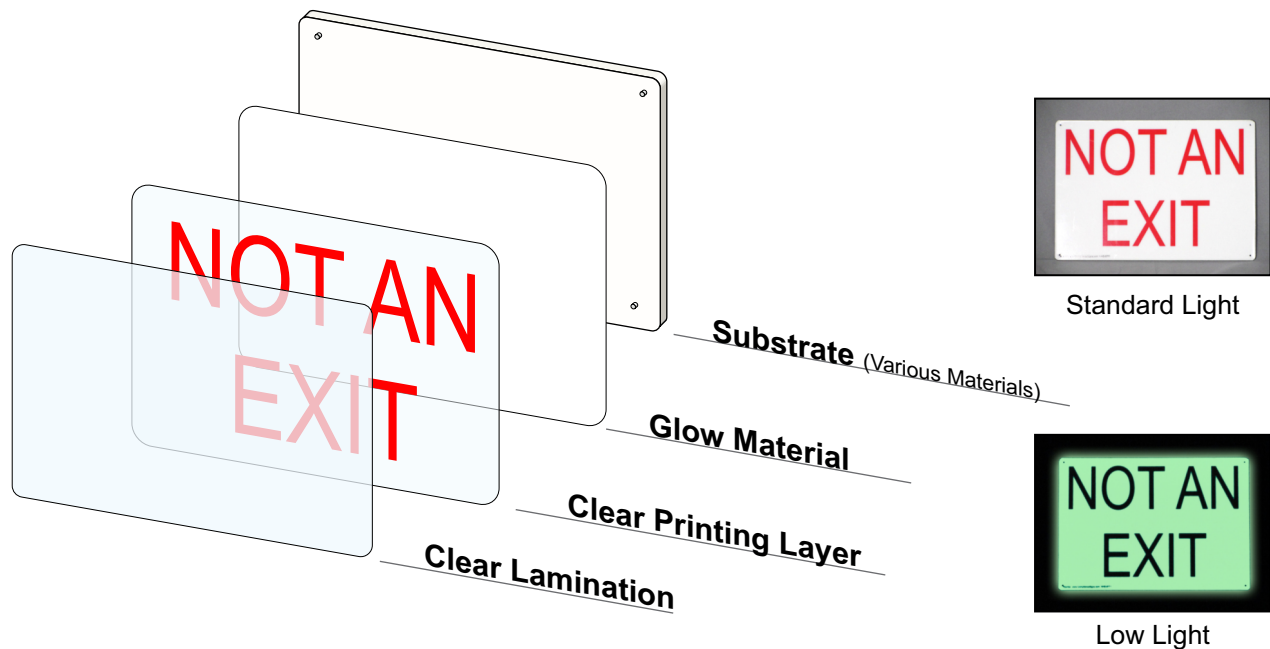 NOT AN
EXIT
Substrate (Various Materials)
Glow Material
Clear Printing Layer
Clear Lamination
NOT AN
EXIT
Standard Light
NOT AN
EXIT
Low Light